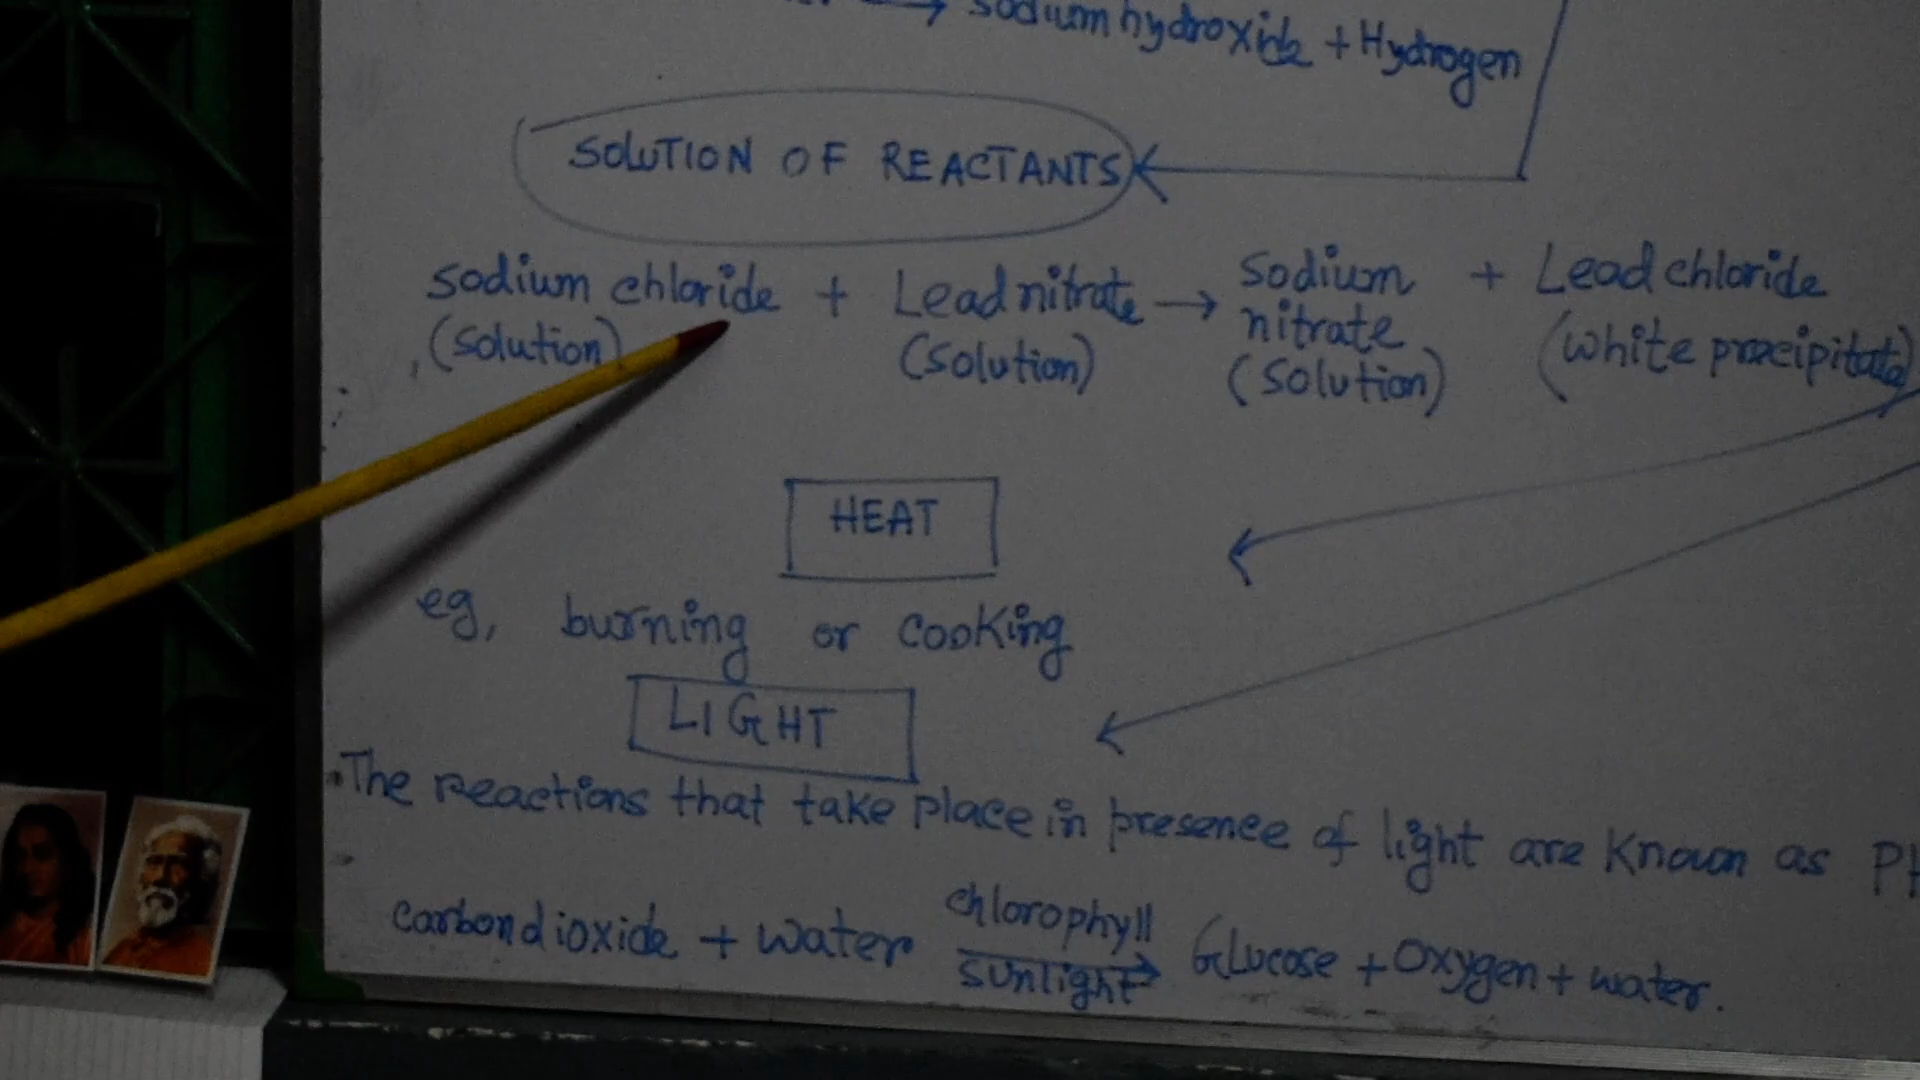 sodium hydroxide + Hydrogen
SOLUTION OF REACTANTS
Sodium chloride + Lead nitrate → Sodium nitrate + Lead chloride
(Solution) (Solution) (Solution) (White precipitate)
HEAT
eg, burning or cooking
LIGHT
The reactions that take place in presence of light are known as
carbondioxide + water chlorophyll sunlight → Glucose + Oxygen + water.